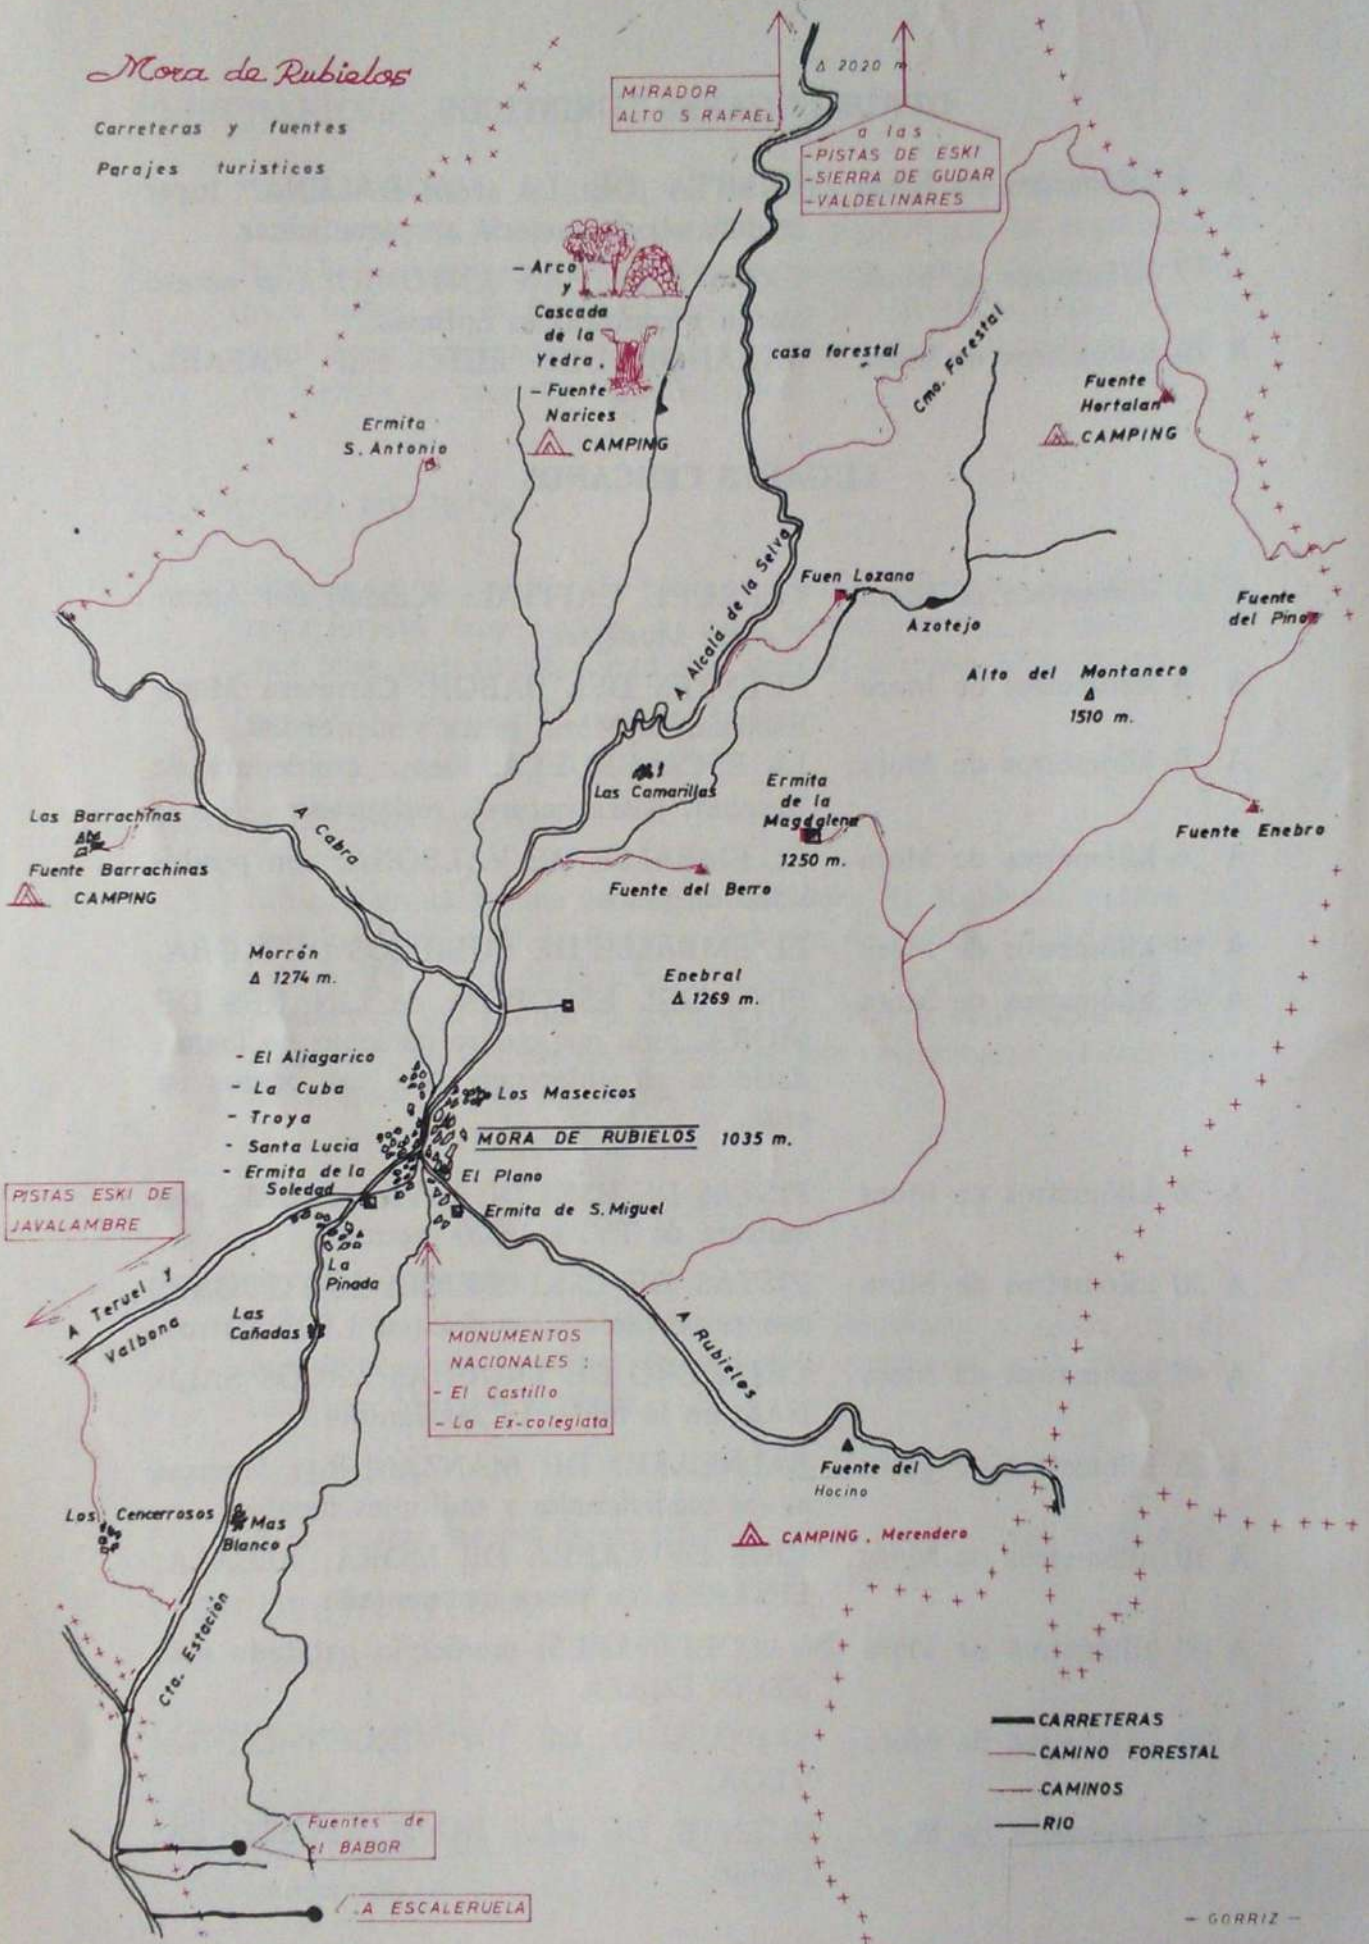 Mora de Rubielos
Carreteras y fuentes
Parajes turisticos
MIRADOR
ALTO S RAFAEL
Δ 2020 m
a las
-PISTAS DE ESKI
-SIERRA DE GUDAR
-VALDELINARES
- Arco
y
Cascada
de la
Yedra.
- Fuente
Narices
CAMPING
Ermita
S. Antonio
casa forestal
Cmo. Forestal
Fuente
Hortalan
CAMPING
A Alcalá de la Selva
Fuen Lozana
Azotejo
Fuente
del Pino
Alto del Montanero
Δ
1510 m.
Las Camarillas
Ermita
de la
Magdalena
1250 m.
Fuente Enebro
Las Barrachinas
Fuente Barrachinas
CAMPING
A Cabra
Fuente del Berro
Morrón
Δ 1274 m.
Enebral
Δ 1269 m.
- El Aliagarico
- La Cuba
- Troya
- Santa Lucia
- Ermita de la
Soledad
Los Masecicos
MORA DE RUBIELOS 1035 m.
El Plano
Ermita de S. Miguel
PISTAS ESKI DE
JAVALAMBRE
A Teruel y
Valbona
La
Pinada
Las
Cañadas
MONUMENTOS
NACIONALES :
- El Castillo
- La Ex-colegiata
A Rubielos
Fuente del
Hocino
CAMPING, Merendero
Los Cencerrosos
Mas
Blanco
Cta. Estación
CARRETERAS
CAMINO FORESTAL
CAMINOS
RIO
Fuentes de
el BABOR
.A ESCALERUELA
- GORRIZ -